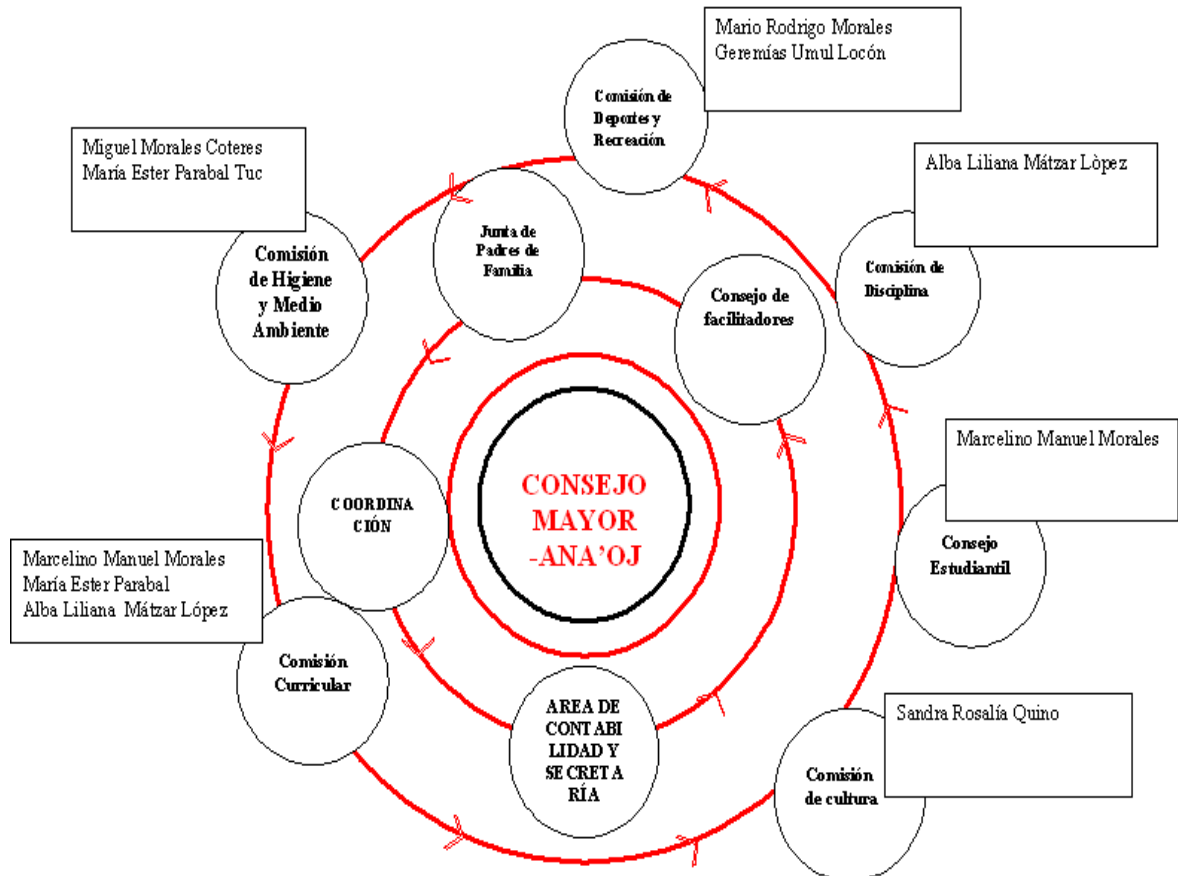 Mario Rodrigo Morales
Geremías Umul Locón
Comisión de
Deportes y
Recreación
Miguel Morales Coteres
María Ester Parabal Tuc
Alba Liliana Mátzar Lòpez
Junta de
Padres de
Familia
Comisión
de Higiene
y Medio
Ambiente
Consejo de
facilitadores
Comisión de
Disciplina
Marcelino Manuel Morales
CONSEJO
MAYOR
-ANA’OJ
COORDINA
CIÓN
Consejo
Estudiantil
Marcelino Manuel Morales
María Ester Parabal
Alba Liliana Mátzar López
Comisión
Curricular
AREA DE
CONTABI
LIDAD Y
SECRETA
RÍA
Sandra Rosalía Quino
Comisión
de cultura